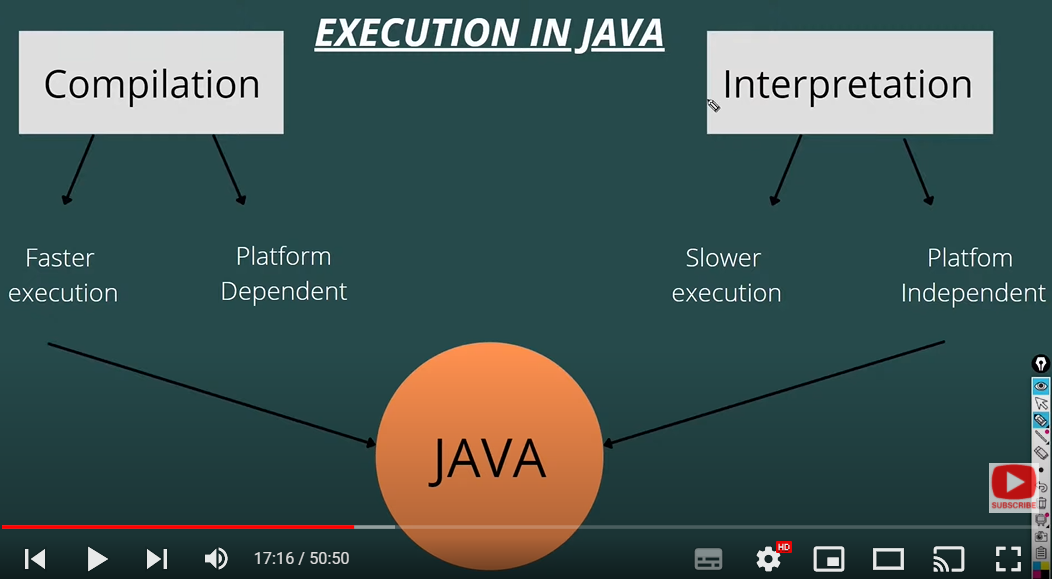 EXECUTION IN JAVA
Compilation
Interpretation
Faster
execution
Platform
Dependent
Slower
execution
Platfom
Independent
JAVA
SUBSCRIBE
17:16 / 50:50
HD